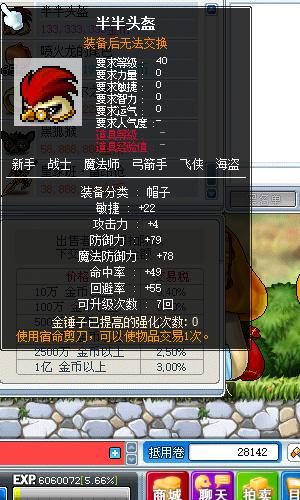 半半头盔
装备后无法交换
要求等级： 40
要求力量： 0
要求敏捷： 0
要求智力： 0
要求运气： 0
要求人气度： -
道具等级： -
道具经验值： -
新手 战士 魔法师 弓箭手 飞侠 海盗
装备分类 : 帽子
敏捷 : +22
攻击力 : +4
防御力 : +79
魔法防御力 : +78
命中率 : +49
回避率 : +55
可升级次数 : 7回
金锤子已提高的强化次数: 0
使用宿命剪刀，可以使物品交易1次。
2500万 金币以上 2,50%
1亿 金币以上 3,00%
抵用卷 28142
EXP. 6060072 [5.66%]
商城 聊天 拍卖